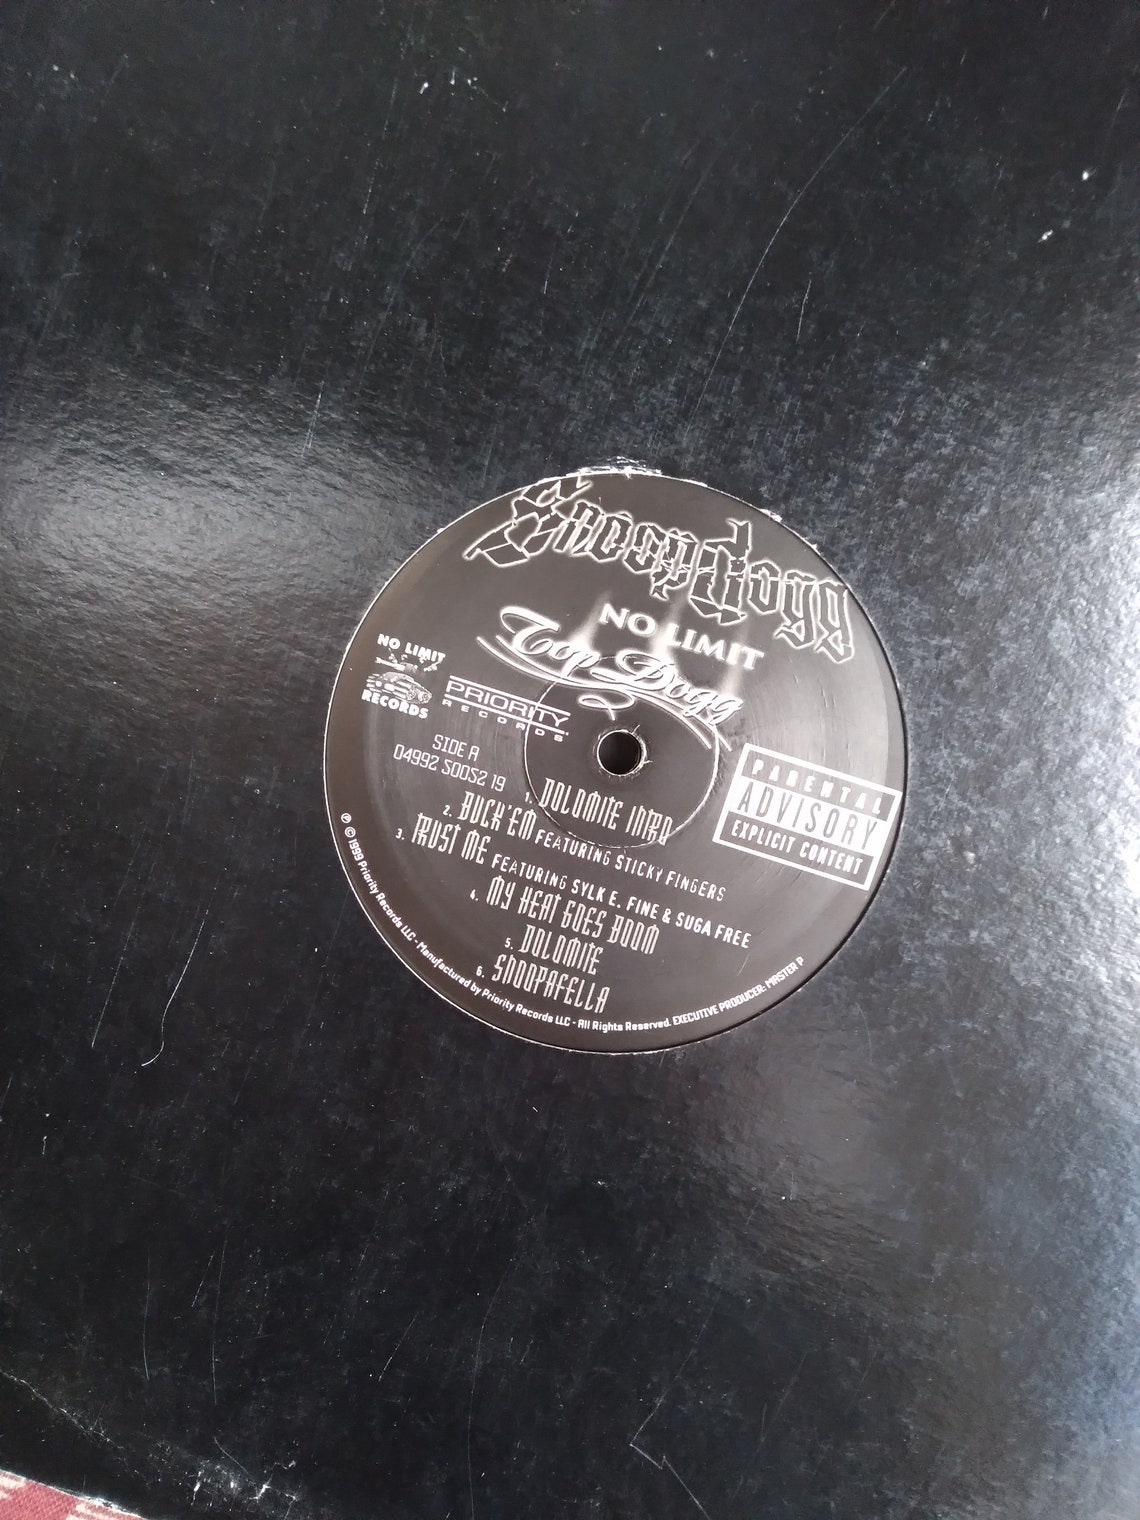 Snoop Dogg
NO LIMIT
Top Dogg
NO LIMIT
RECORDS
PRIORITY
RECORDS
SIDE A
04992 50052 19
PARENTAL
ADVISORY
EXPLICIT CONTENT
1. DOLOMITE INTRO
2. BUCK'EM FEATURING STICKY FINGERS
3. TRUST ME FEATURING SYLK E. FINE & SUGA FREE
4. MY HEAT GOES BOOM
5. DOLOMITE
6. SNOOPAFELLA
℗ © 1999 Priority Records LLC - Manufactured by Priority Records LLC - All Rights Reserved. EXECUTIVE PRODUCER: MASTER P